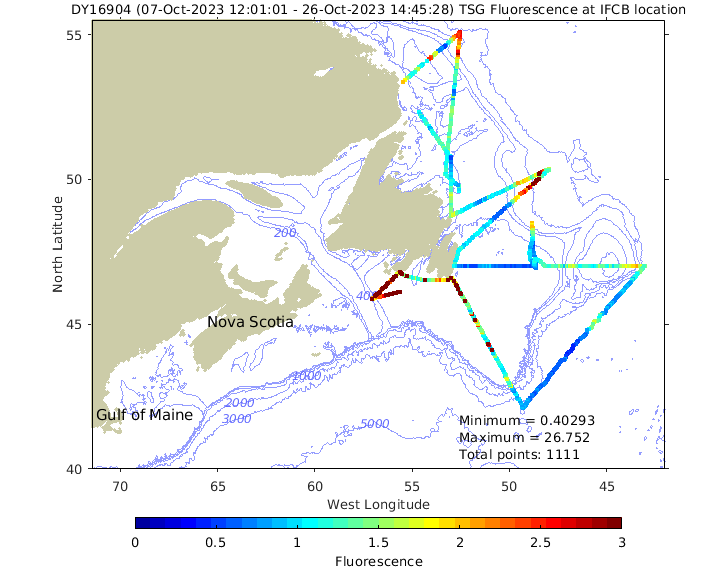 DY16904 (07-Oct-2023 12:01:01 - 26-Oct-2023 14:45:28) TSG Fluorescence at IFCB location
55
50
45
40
North Latitude
200
Nova Scotia
1000
Gulf of Maine
2000
3000
5000
Minimum = 0.40293
Maximum = 26.752
Total points: 1111
70 65 60 55 50 45
West Longitude
0 0.5 1 1.5 2 2.5 3
Fluorescence